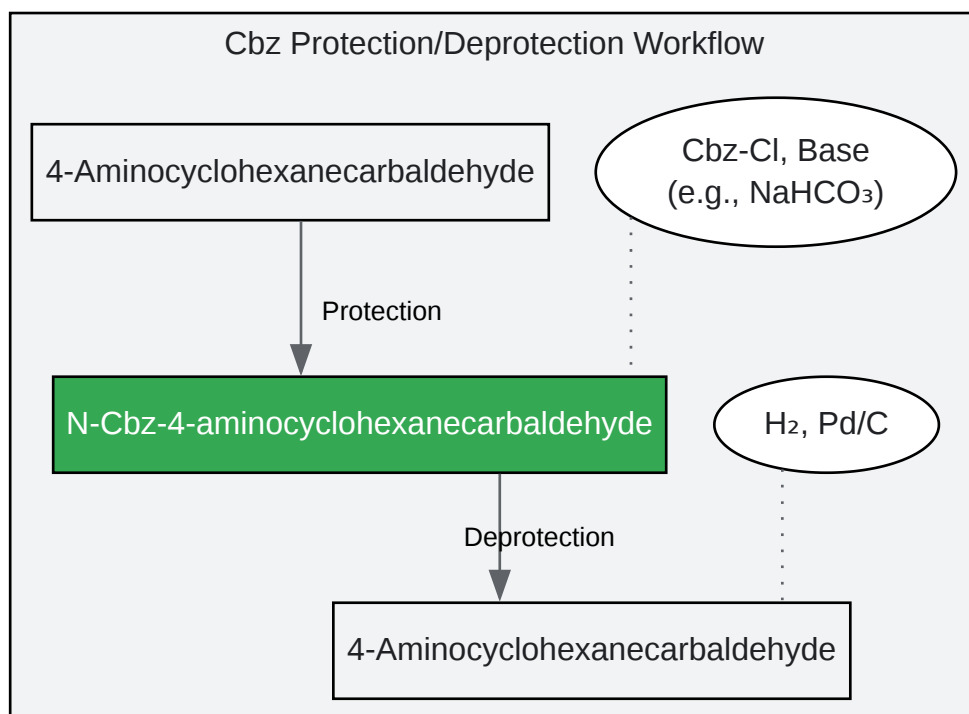 Cbz Protection/Deprotection Workflow
4-Aminocyclohexanecarbaldehyde
Cbz-Cl, Base
(e.g., NaHCO₃)
Protection
N-Cbz-4-aminocyclohexanecarbaldehyde
H₂, Pd/C
Deprotection
4-Aminocyclohexanecarbaldehyde